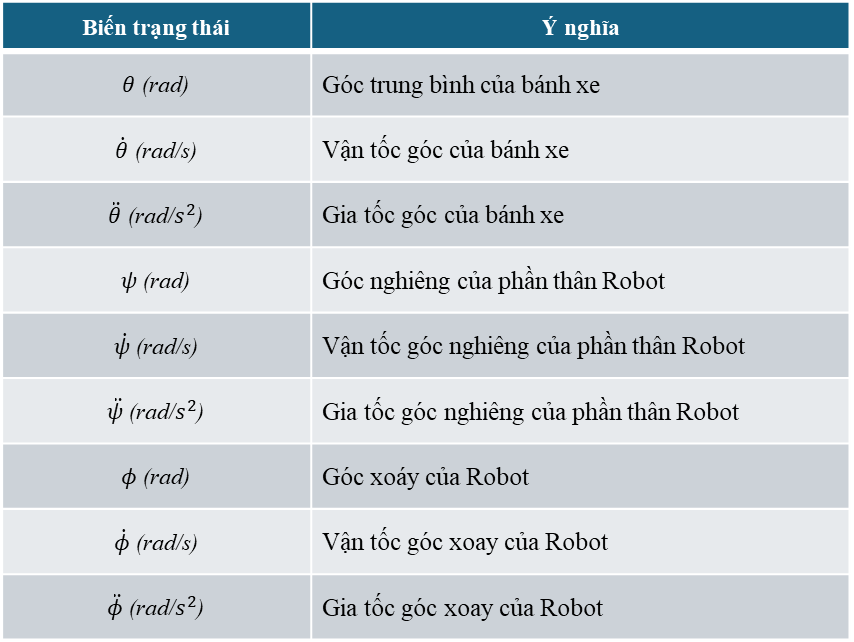 Biến trạng thái Ý nghĩa
θ (rad) Góc trung bình của bánh xe
θ̇ (rad/s) Vận tốc góc của bánh xe
θ̈ (rad/s²) Gia tốc góc của bánh xe
ψ (rad) Góc nghiêng của phần thân Robot
ψ̇ (rad/s) Vận tốc góc nghiêng của phần thân Robot
ψ̈ (rad/s²) Gia tốc góc nghiêng của phần thân Robot
ϕ (rad) Góc xoáy của Robot
ϕ̇ (rad/s) Vận tốc góc xoay của Robot
ϕ̈ (rad/s²) Gia tốc góc xoay của Robot